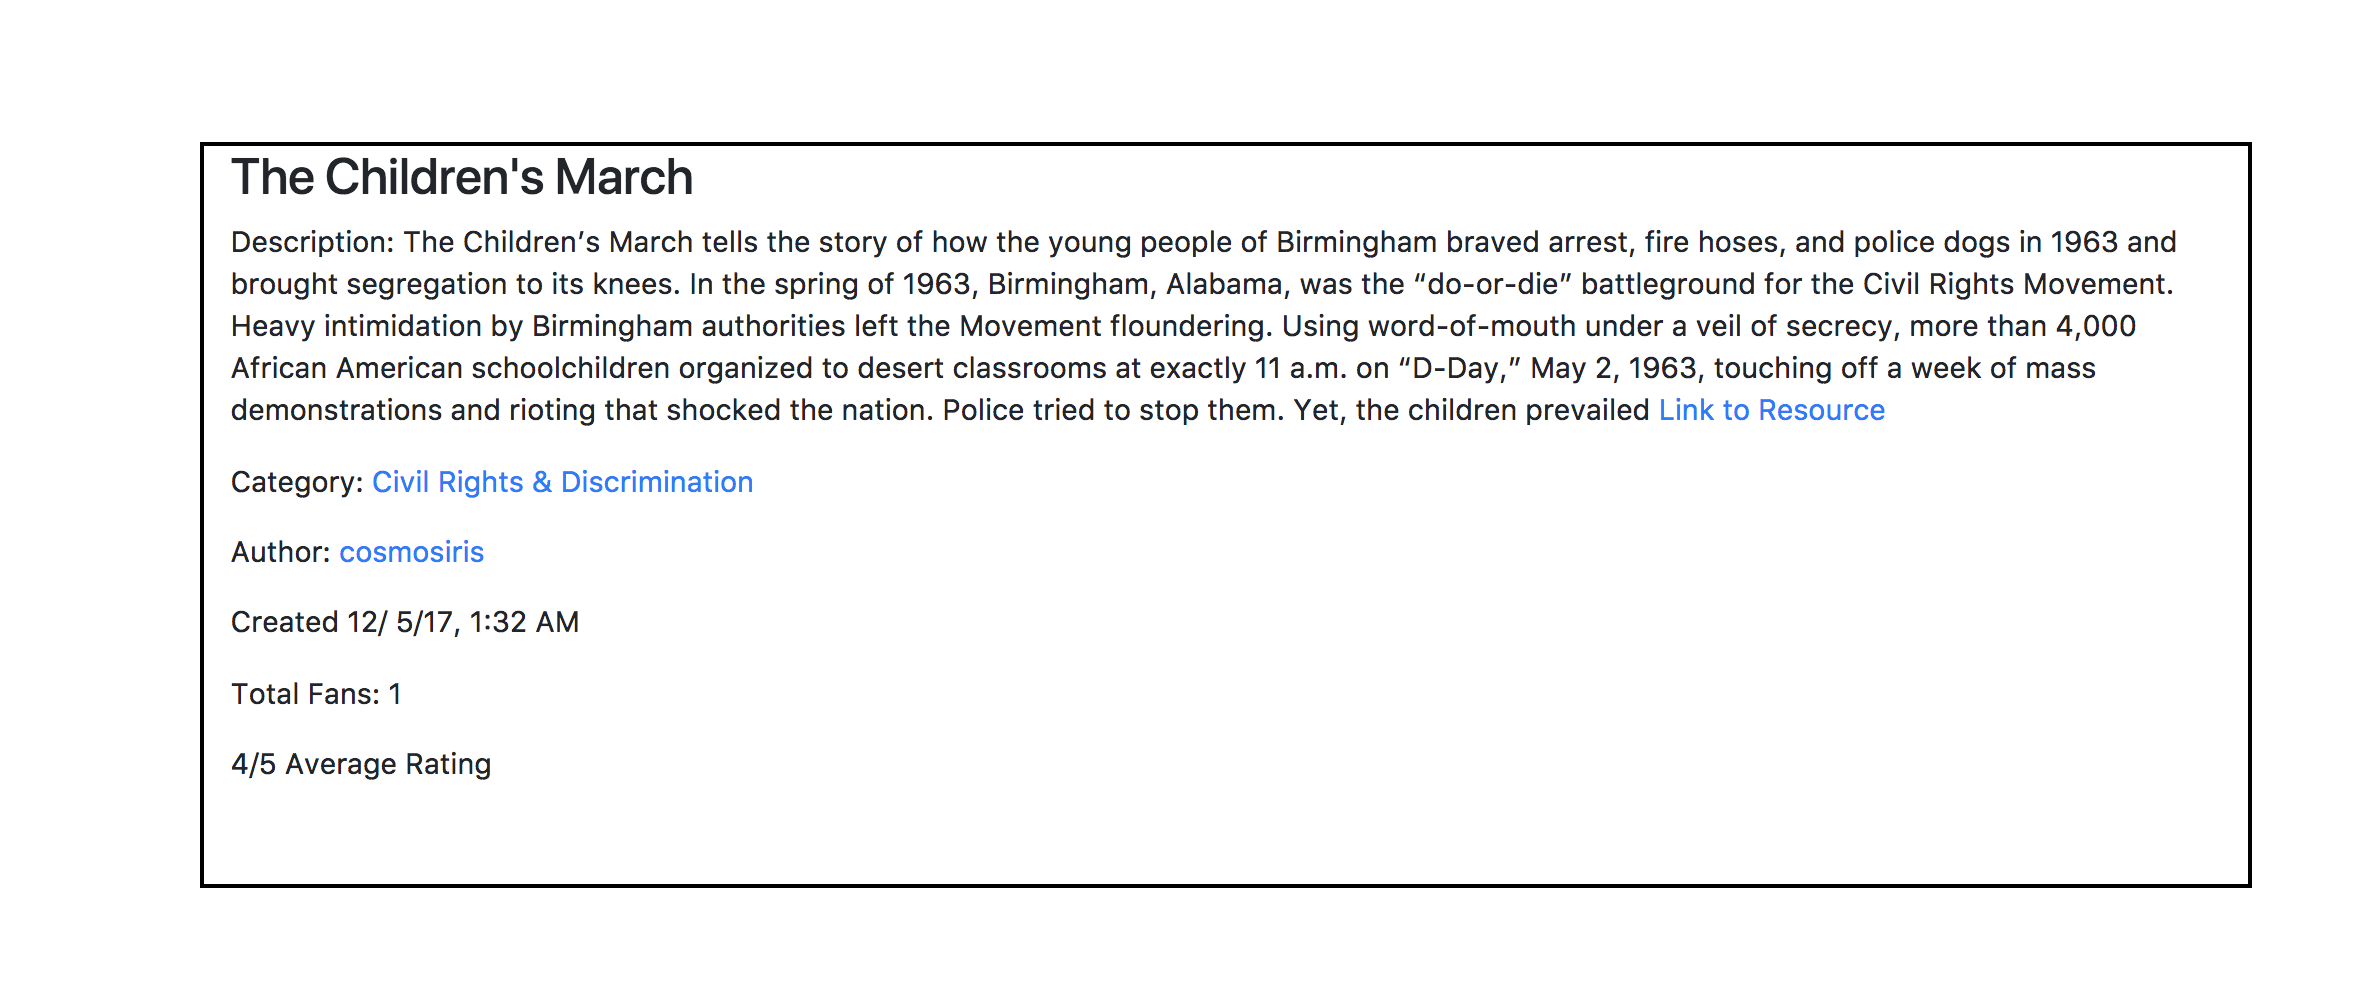 The Children's March
Description: The Children’s March tells the story of how the young people of Birmingham braved arrest, fire hoses, and police dogs in 1963 and
brought segregation to its knees. In the spring of 1963, Birmingham, Alabama, was the “do-or-die” battleground for the Civil Rights Movement.
Heavy intimidation by Birmingham authorities left the Movement floundering. Using word-of-mouth under a veil of secrecy, more than 4,000
African American schoolchildren organized to desert classrooms at exactly 11 a.m. on “D-Day,” May 2, 1963, touching off a week of mass
demonstrations and rioting that shocked the nation. Police tried to stop them. Yet, the children prevailed Link to Resource
Category: Civil Rights & Discrimination
Author: cosmosiris
Created 12/ 5/17, 1:32 AM
Total Fans: 1
4/5 Average Rating